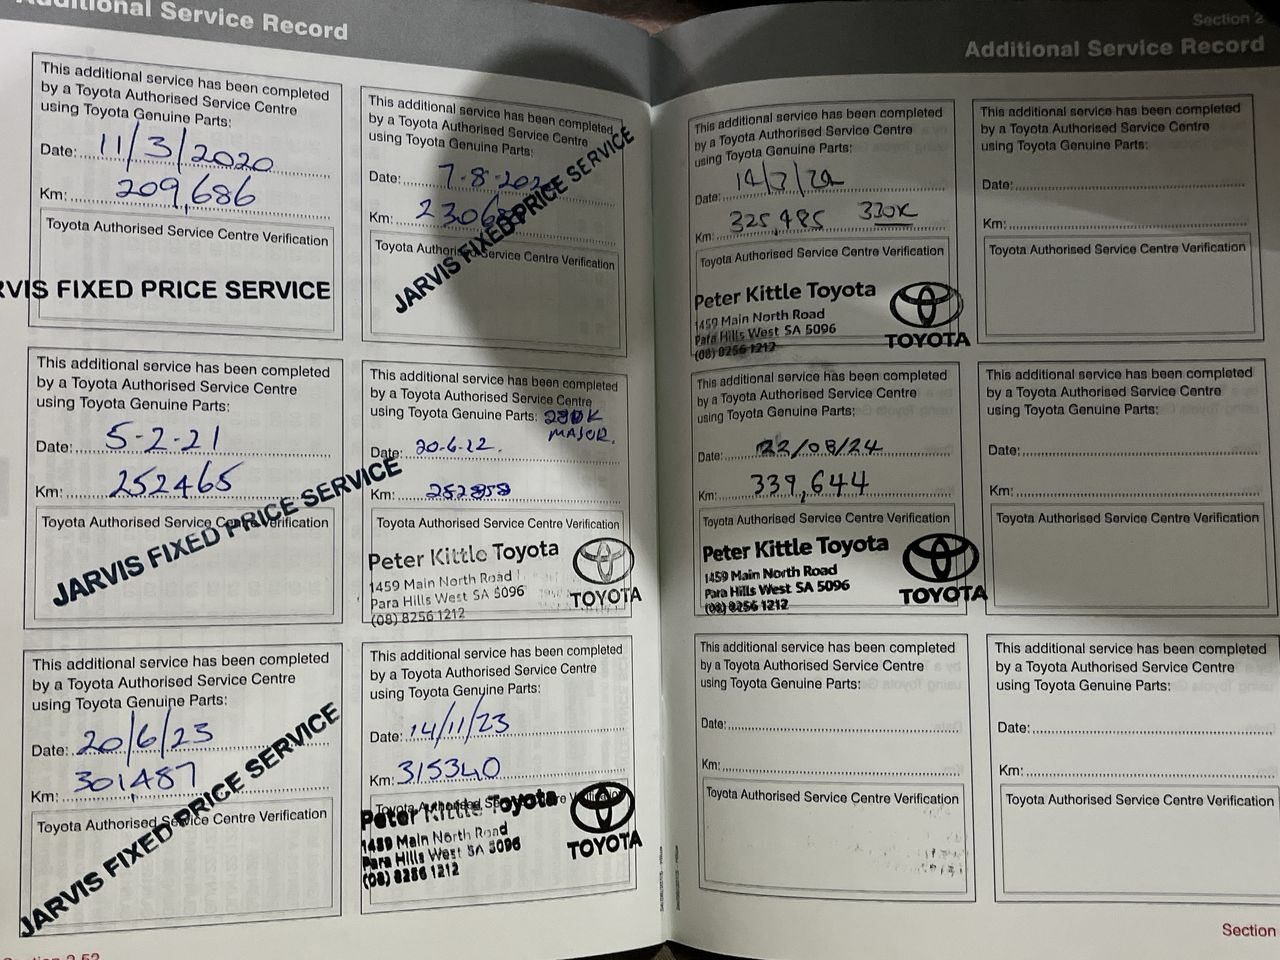 Additional Service Record
This additional service has been completed
by a Toyota Authorised Service Centre
using Toyota Genuine Parts:
Date: 11/3/2020
Km: 209,686
Toyota Authorised Service Centre Verification
JARVIS FIXED PRICE SERVICE
This additional service has been completed
by a Toyota Authorised Service Centre
using Toyota Genuine Parts:
Date: 7-8-202
Km: 2306
Toyota Authorised Service Centre Verification
JARVIS FIXED PRICE SERVICE
This additional service has been completed
by a Toyota Authorised Service Centre
using Toyota Genuine Parts:
Date: 5-2-21
Km: 252465
Toyota Authorised Service Centre Verification
JARVIS FIXED PRICE SERVICE
This additional service has been completed
by a Toyota Authorised Service Centre
using Toyota Genuine Parts:
MAJOR.
Date: 20-6-22.
Km:
Toyota Authorised Service Centre Verification
Peter Kittle Toyota
1459 Main North Road
Para Hills West SA 5096
(08) 8256 1212
TOYOTA
This additional service has been completed
by a Toyota Authorised Service Centre
using Toyota Genuine Parts:
Date: 20/6/23
Km: 301,487
Toyota Authorised Service Centre Verification
JARVIS FIXED PRICE SERVICE
This additional service has been completed
by a Toyota Authorised Service Centre
using Toyota Genuine Parts:
Date: 14/11/23
Km: 315340
Toyota Authorised Service Centre Verification
Peter Kittle Toyota
1459 Main North Road
Para Hills West SA 5096
(08) 8256 1212
TOYOTA
Section 2
Additional Service Record
This additional service has been completed
by a Toyota Authorised Service Centre
using Toyota Genuine Parts:
Date:
Km: 325,485 330K
Toyota Authorised Service Centre Verification
Peter Kittle Toyota
1459 Main North Road
Para Hills West SA 5096
(08) 8256 1212
TOYOTA
This additional service has been completed
by a Toyota Authorised Service Centre
using Toyota Genuine Parts:
Date:
Km:
Toyota Authorised Service Centre Verification
This additional service has been completed
by a Toyota Authorised Service Centre
using Toyota Genuine Parts:
Date: 22/08/24
Km: 339,644
Toyota Authorised Service Centre Verification
Peter Kittle Toyota
1459 Main North Road
Para Hills West SA 5096
(08) 8256 1212
TOYOTA
This additional service has been completed
by a Toyota Authorised Service Centre
using Toyota Genuine Parts:
Date:
Km:
Toyota Authorised Service Centre Verification
This additional service has been completed
by a Toyota Authorised Service Centre
using Toyota Genuine Parts:
Date:
Km:
Toyota Authorised Service Centre Verification
This additional service has been completed
by a Toyota Authorised Service Centre
using Toyota Genuine Parts:
Date:
Km:
Toyota Authorised Service Centre Verification
Section